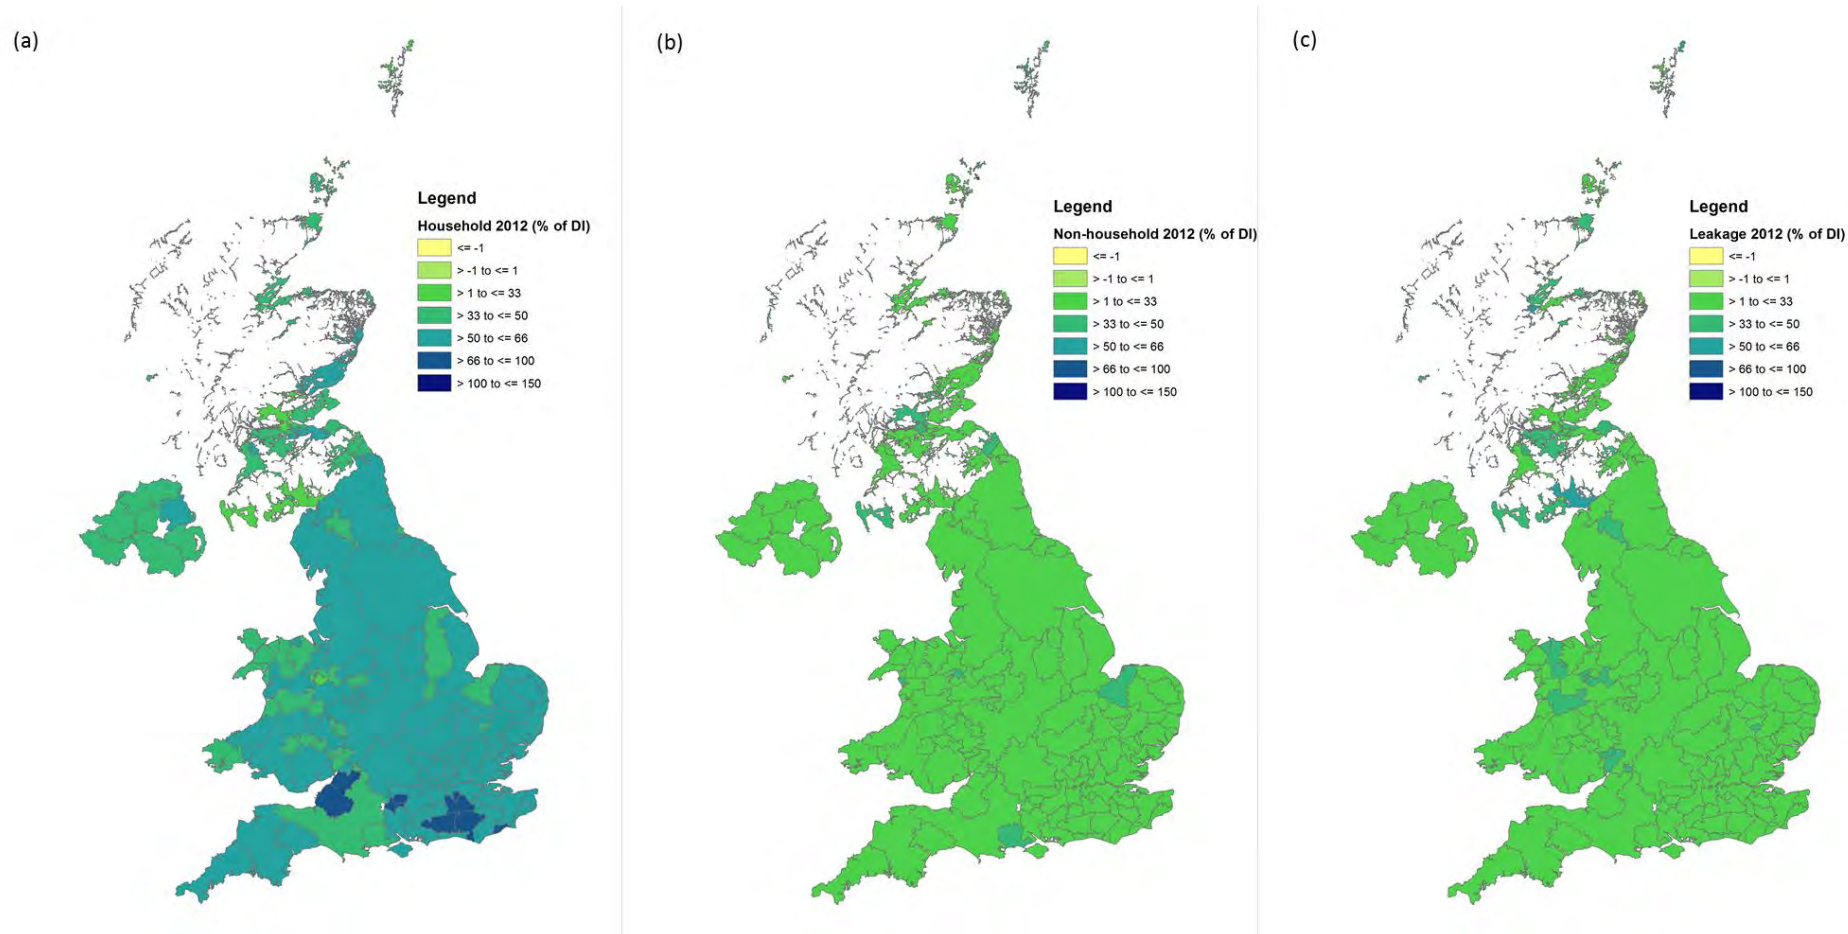 (a)
Legend
Household 2012 (% of DI)
<= -1
> -1 to <= 1
> 1 to <= 33
> 33 to <= 50
> 50 to <= 66
> 66 to <= 100
> 100 to <= 150
(b)
Legend
Non-household 2012 (% of DI)
<= -1
> -1 to <= 1
> 1 to <= 33
> 33 to <= 50
> 50 to <= 66
> 66 to <= 100
> 100 to <= 150
(c)
Legend
Leakage 2012 (% of DI)
<= -1
> -1 to <= 1
> 1 to <= 33
> 33 to <= 50
> 50 to <= 66
> 66 to <= 100
> 100 to <= 150